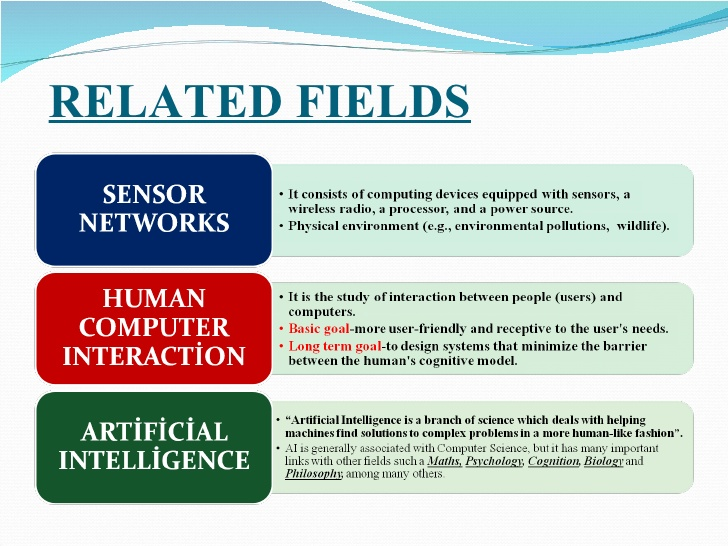 RELATED FIELDS
SENSOR
NETWORKS
• It consists of computing devices equipped with sensors, a
wireless radio, a processor, and a power source.
• Physical environment (e.g., environmental pollutions, wildlife).
HUMAN
COMPUTER
INTERACTİON
• It is the study of interaction between people (users) and
computers.
• Basic goal-more user-friendly and receptive to the user's needs.
• Long term goal-to design systems that minimize the barrier
between the human's cognitive model.
ARTİFİCİAL
INTELLİGENCE
• “Artificial Intelligence is a branch of science which deals with helping
machines find solutions to complex problems in a more human-like fashion”.
• AI is generally associated with Computer Science, but it has many important
links with other fields such a Maths, Psychology, Cognition, Biology and
Philosophy, among many others.